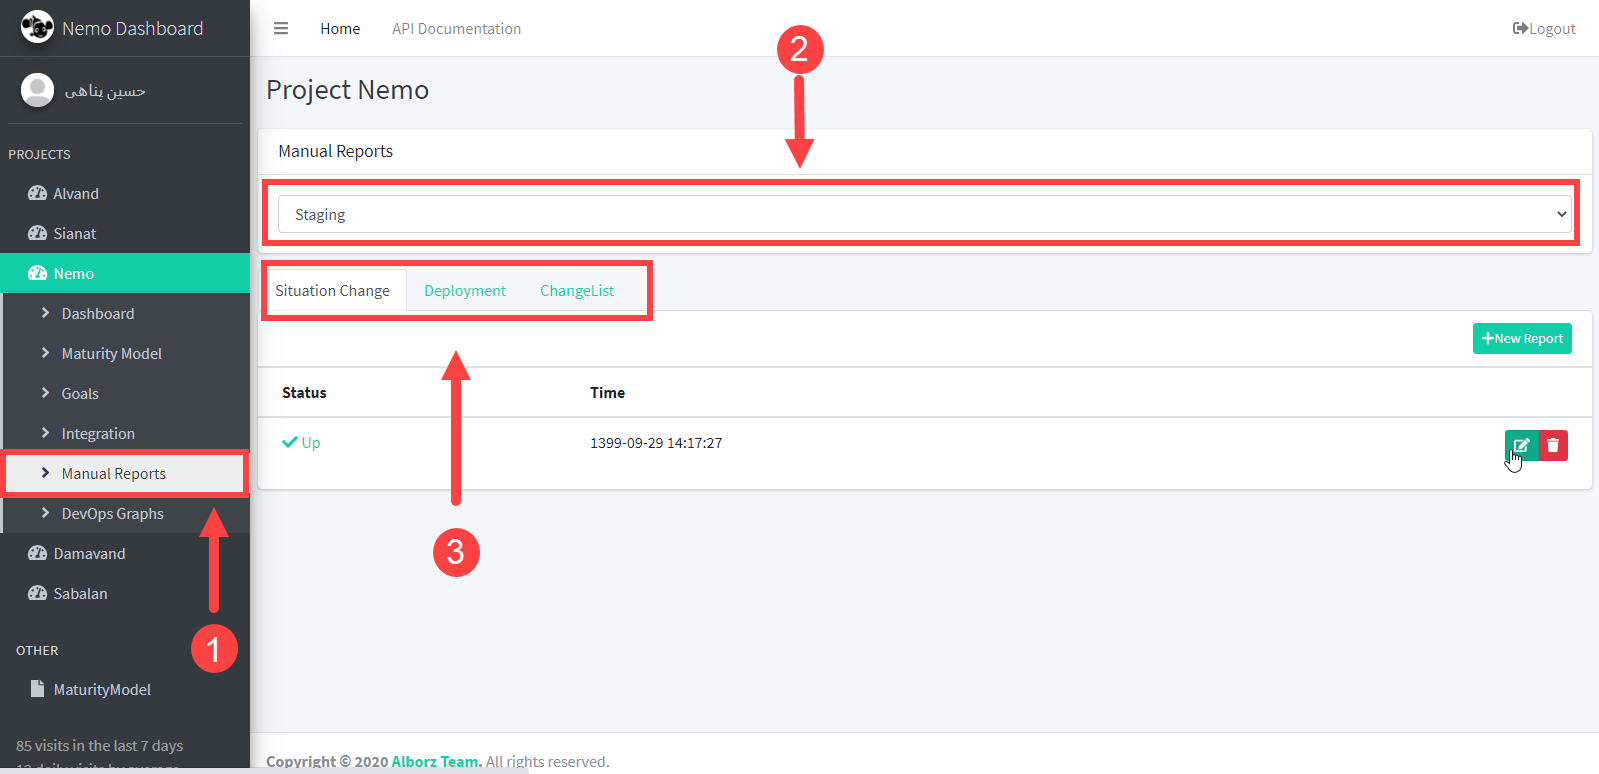 Nemo Dashboard
حسین پناهی
PROJECTS
Alvand
Sianat
Nemo
Dashboard
Maturity Model
Goals
Integration
Manual Reports
DevOps Graphs
Damavand
Sabalan
1
OTHER
MaturityModel
85 visits in the last 7 days
Home API Documentation Logout
2
Project Nemo
Manual Reports
Staging
Situation Change Deployment ChangeList
New Report
Status Time
Up 1399-09-29 14:17:27
3
Copyright © 2020 Alborz Team. All rights reserved.